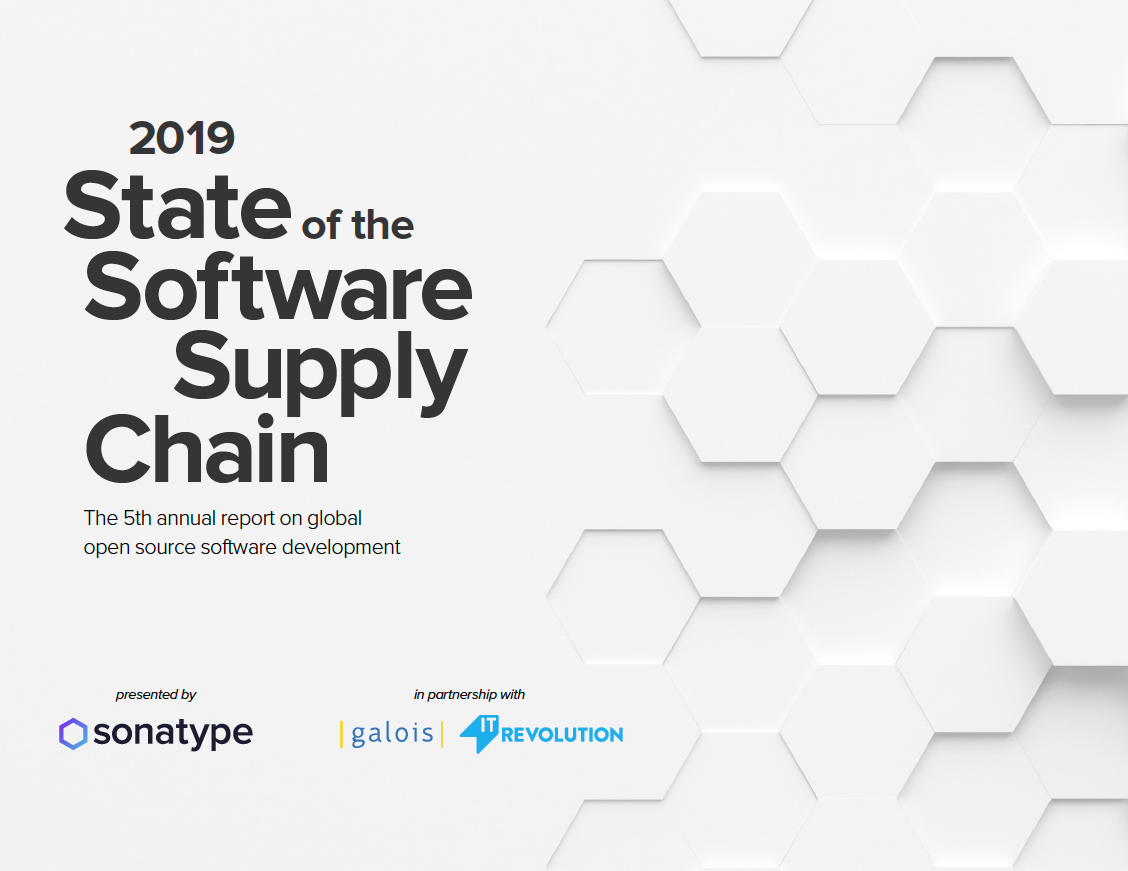 2019
State of the
Software
Supply
Chain
The 5th annual report on global
open source software development
presented by
sonatype
in partnership with
|galois|
IT REVOLUTION